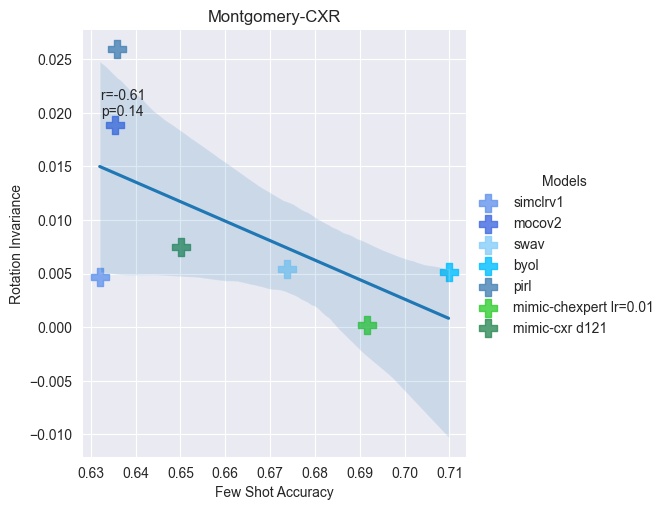 Montgomery-CXR
Rotation Invariance
0.025
0.020
0.015
0.010
0.005
0.000
−0.005
−0.010
r=-0.61
p=0.14
0.63 0.64 0.65 0.66 0.67 0.68 0.69 0.70 0.71
Few Shot Accuracy
Models
simclrv1
mocov2
swav
byol
pirl
mimic-chexpert lr=0.01
mimic-cxr d121